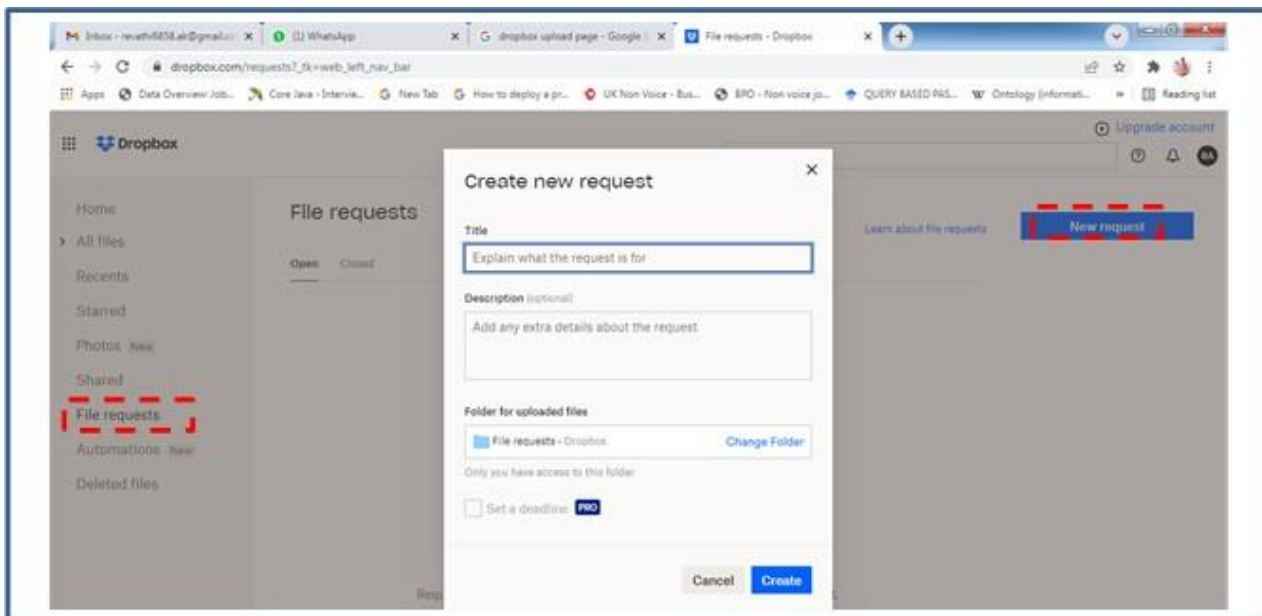 (1) WhatsApp
dropbox upload page - Google
File requests - Dropbox
dropbox.com/requests?_tk=web_left_nav_bar
Apps
Data Overview: Job...
Core Java - Intervie...
New Tab
How to deploy a pr...
UK Non Voice - Bus...
BPO - Non voice jo...
QUERY BASED PAS...
Ontology (informati...
Reading list
Upgrade account
Dropbox
Home
All files
Recents
Starred
Photos New
Shared
File requests
Automations New
Deleted files
File requests
Open Closed
Learn about file requests
New request
Create new request
Title
Explain what the request is for
Description (optional)
Add any extra details about the request
Folder for uploaded files
File requests - Dropbox
Change Folder
Only you have access to this folder
Set a deadline PRO
Cancel
Create